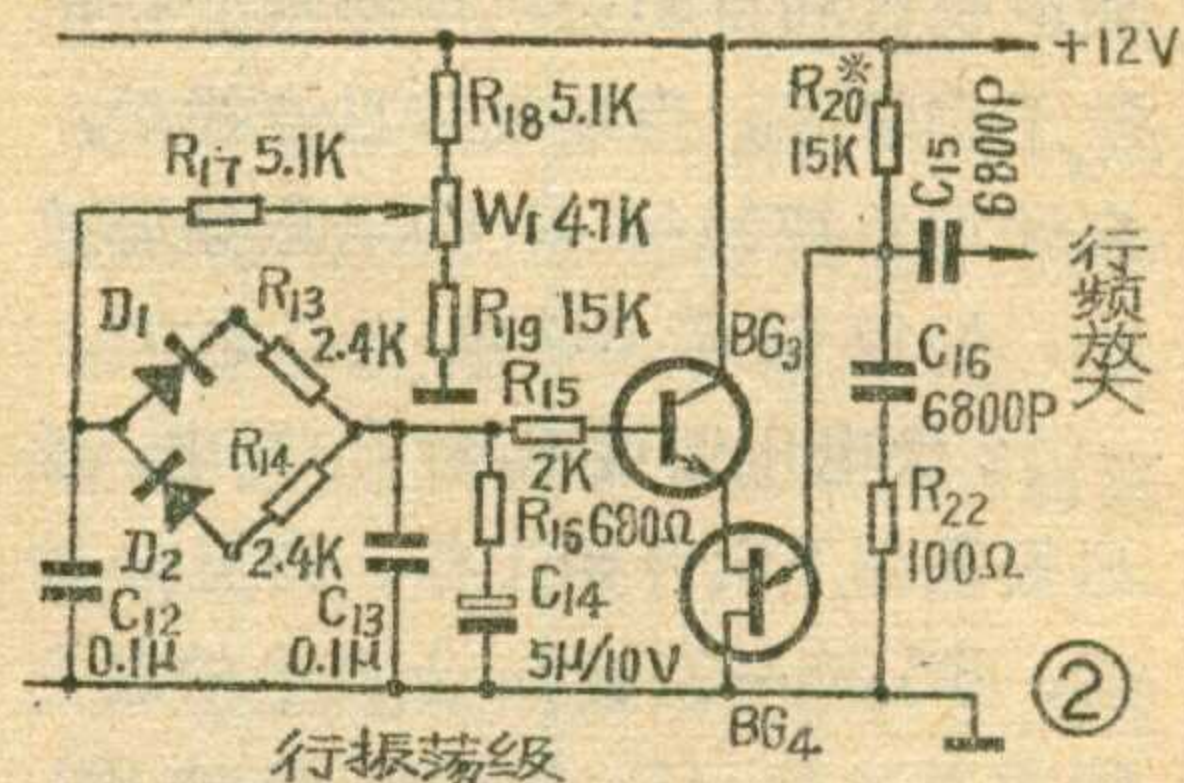 +12V
R18 5.1K
R20※
15K
C15
6800P
R17 5.1K
W1 4.7K
行频放大
D1
R13
2.4K
R19 15K
BG3
C16
6800P
R15
2K
R14
2.4K
R16 680Ω
R22
100Ω
D2
C12
0.1μ
C13
0.1μ
C14
5μ/10V
BG4
②
行振荡级